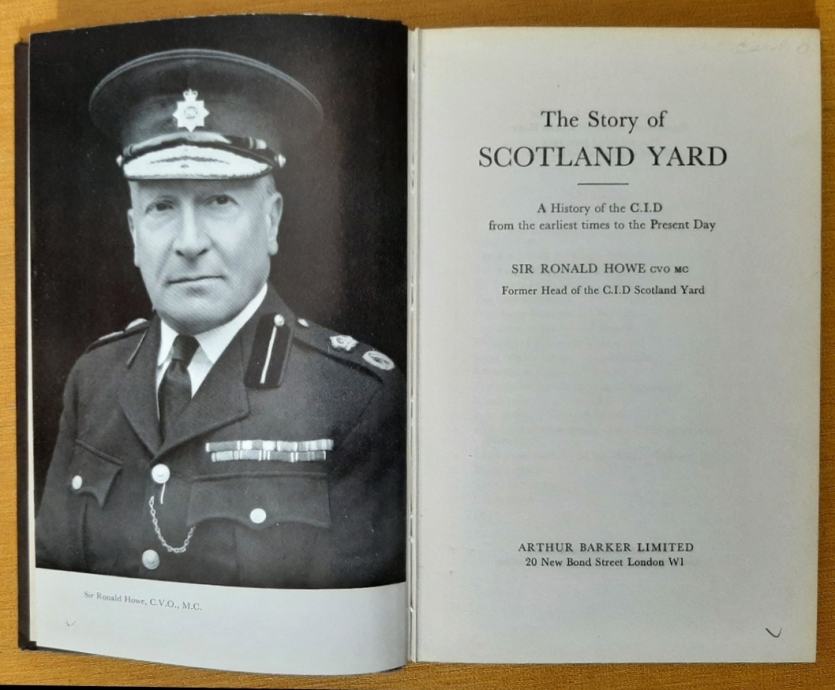 Sir Ronald Howe, C.V.O., M.C.
The Story of
SCOTLAND YARD
A History of the C.I.D
from the earliest times to the Present Day
SIR RONALD HOWE CVO MC
Former Head of the C.I.D Scotland Yard
ARTHUR BARKER LIMITED
20 New Bond Street London W1